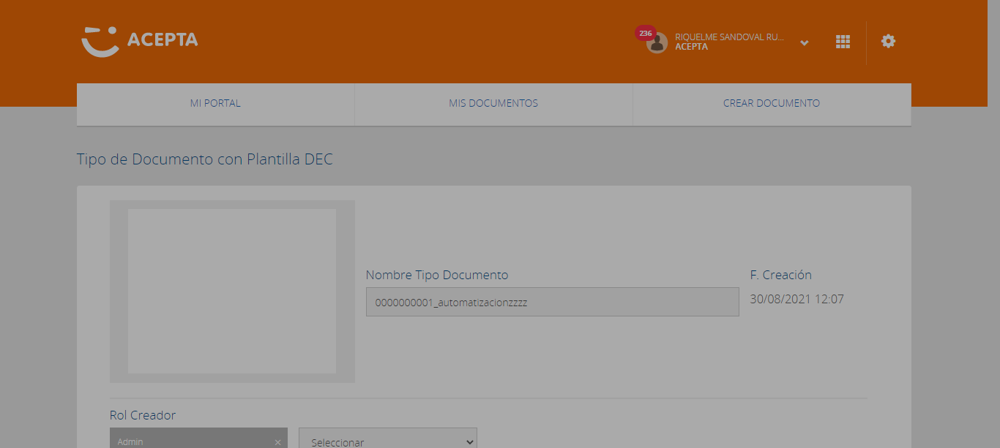 ACEPTA
236
RIQUELME SANDOVAL RU...
ACEPTA
MI PORTAL
MIS DOCUMENTOS
CREAR DOCUMENTO
Tipo de Documento con Plantilla DEC
Nombre Tipo Documento
F. Creación
0000000001_automatizacionzzzz
30/08/2021 12:07
Rol Creador
Admin ×
Seleccionar